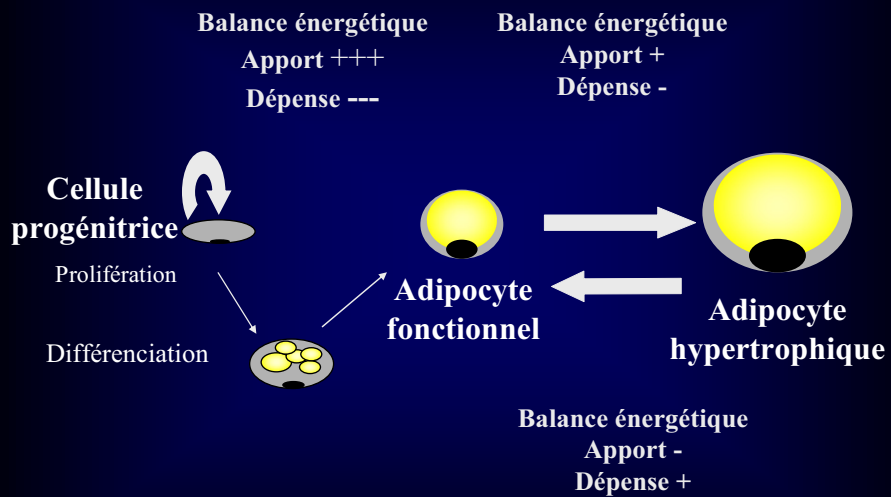 Balance énergétique
Apport +++
Dépense ---
Balance énergétique
Apport +
Dépense -
Cellule
progénitrice
Prolifération
Différenciation
Adipocyte
fonctionnel
Adipocyte
hypertrophique
Balance énergétique
Apport -
Dépense +